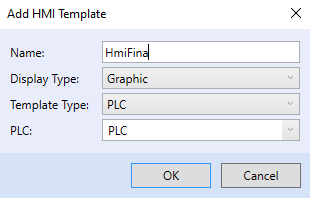 Add HMI Template
Name: HmiFina
Display Type: Graphic
Template Type: PLC
PLC: PLC
OK Cancel